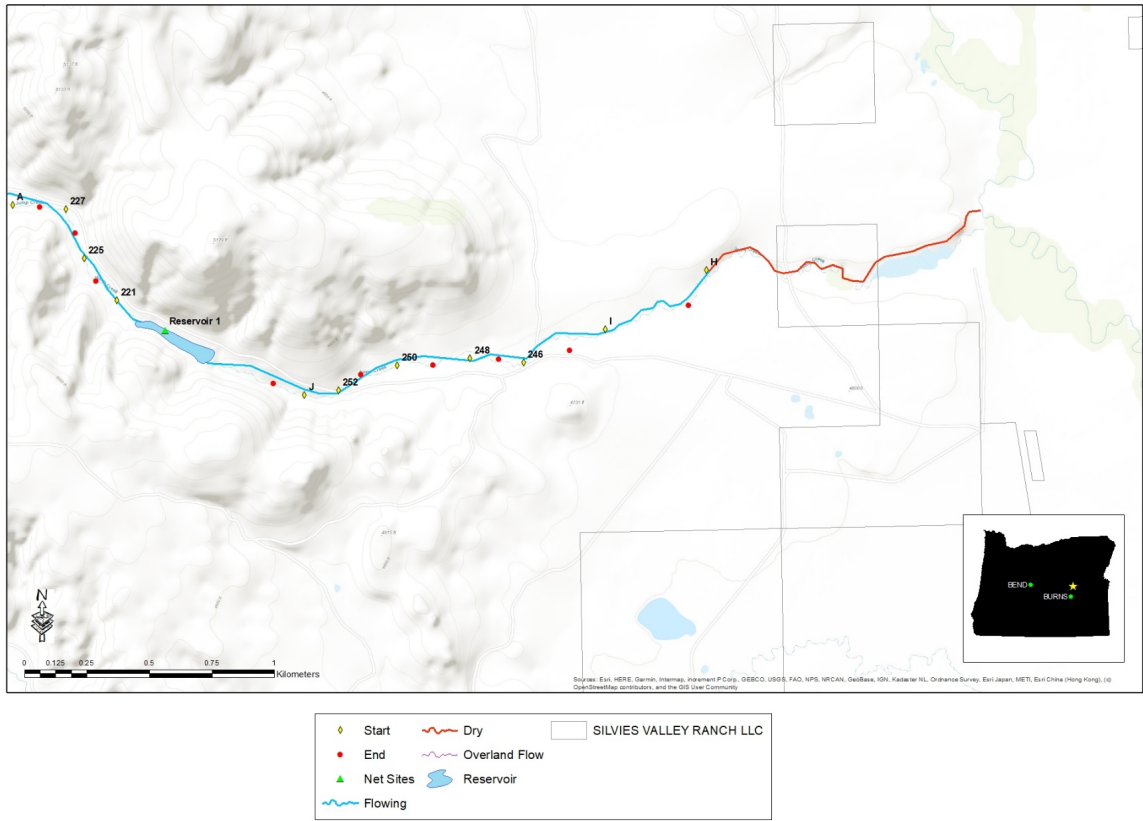 A
227
225
221
Reservoir 1
H
I
248
246
250
252
J
BEND
BURNS
N
0 0.125 0.25 0.5 0.75 1
Kilometers
Sources: Esri, HERE, Garmin, Intermap, increment P Corp., GEBCO, USGS, FAO, NPS, NRCAN, GeoBase, IGN, Kadaster NL, Ordnance Survey, Esri Japan, METI, Esri China (Hong Kong), (c)
OpenStreetMap contributors, and the GIS User Community
Start
Dry
SILVIES VALLEY RANCH LLC
End
Overland Flow
Net Sites
Reservoir
Flowing